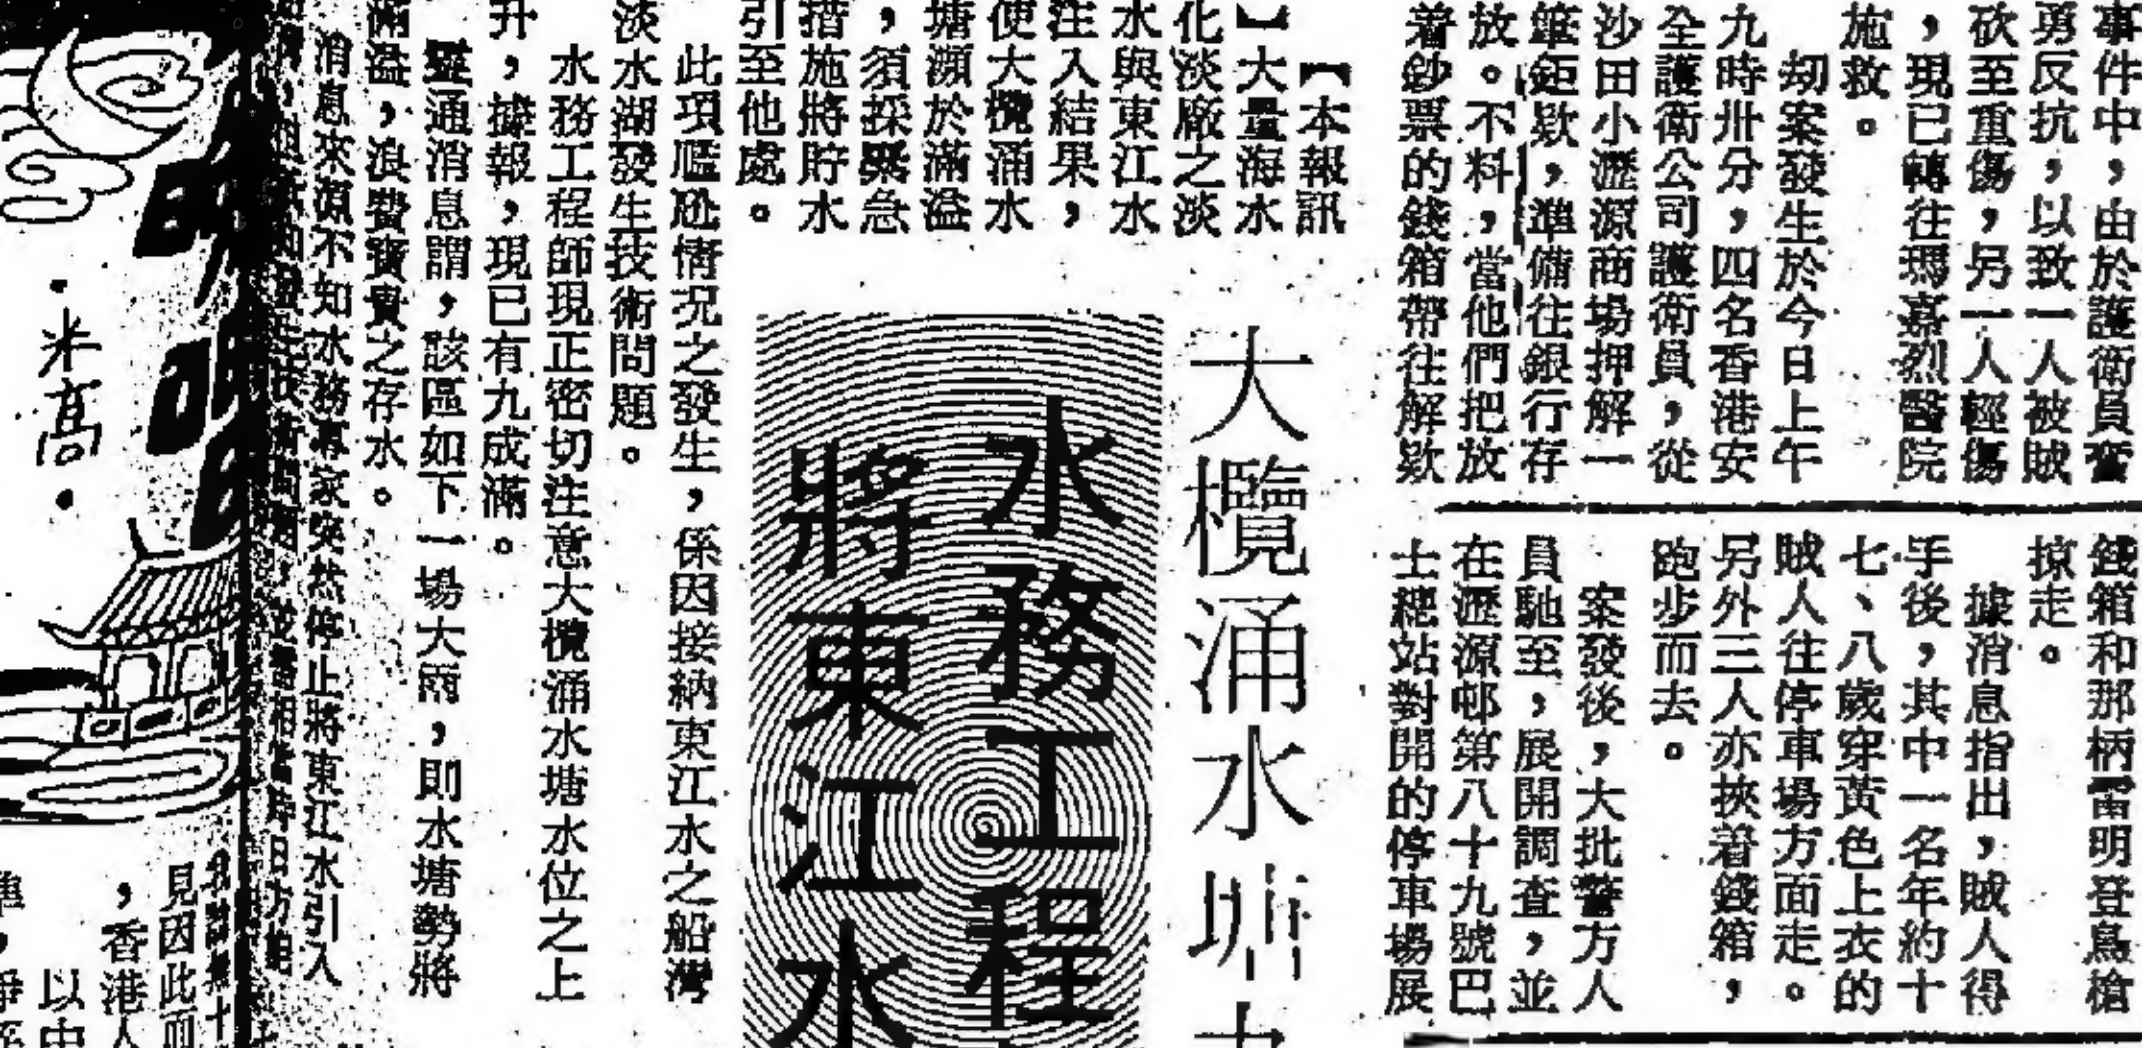 事件中，由於護衛員奮
勇反抗，以致一人被賊
砍至重傷，另一人輕傷
，現已轉往瑪嘉烈醫院
施救。
刼案發生於今日上午
九時卅分，四名香港安
全護衛公司護衛員，從
沙田小瀝源商場押解一
筆鉅欵，準備往銀行存
放。不料，當他們把放
着鈔票的錢箱帶往解欵
錢箱和那柄雷明登鳥槍
掠走。
據消息指出，賊人得
手後，其中一名年約十
七、八歲穿黃色上衣的
賊人往停車場方面走。
另外三人亦挾着錢箱，
跑步而去。
案發後，大批警方人
員馳至，展開調查，並
在瀝源邨第八十九號巴
士總站對開的停車場展
大欖涌水塘
水務工程
將東江水
【本報訊
】大量海水
化淡廠之淡
水與東江水
注入結果，
使大欖涌水
塘瀕於滿溢
，須採緊急
措施將貯水
引至他處。
此項尷尬情况之發生，係因接納東江水之船灣
淡水湖發生技術問題。
水務工程師現正密切注意大欖涌水塘水位之上
升，據報，現已有九成滿。
靈通消息謂，該區如下一場大雨，則水塘勢將
滿溢，浪費寶貴之存水。
消息來源不知水務專家突然停止將東江水引入
•米高•
見因此而
，香港人
以中